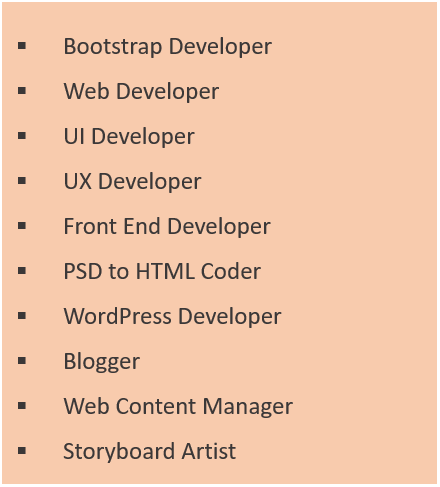 ▪ Bootstrap Developer
▪ Web Developer
▪ UI Developer
▪ UX Developer
▪ Front End Developer
▪ PSD to HTML Coder
▪ WordPress Developer
▪ Blogger
▪ Web Content Manager
▪ Storyboard Artist